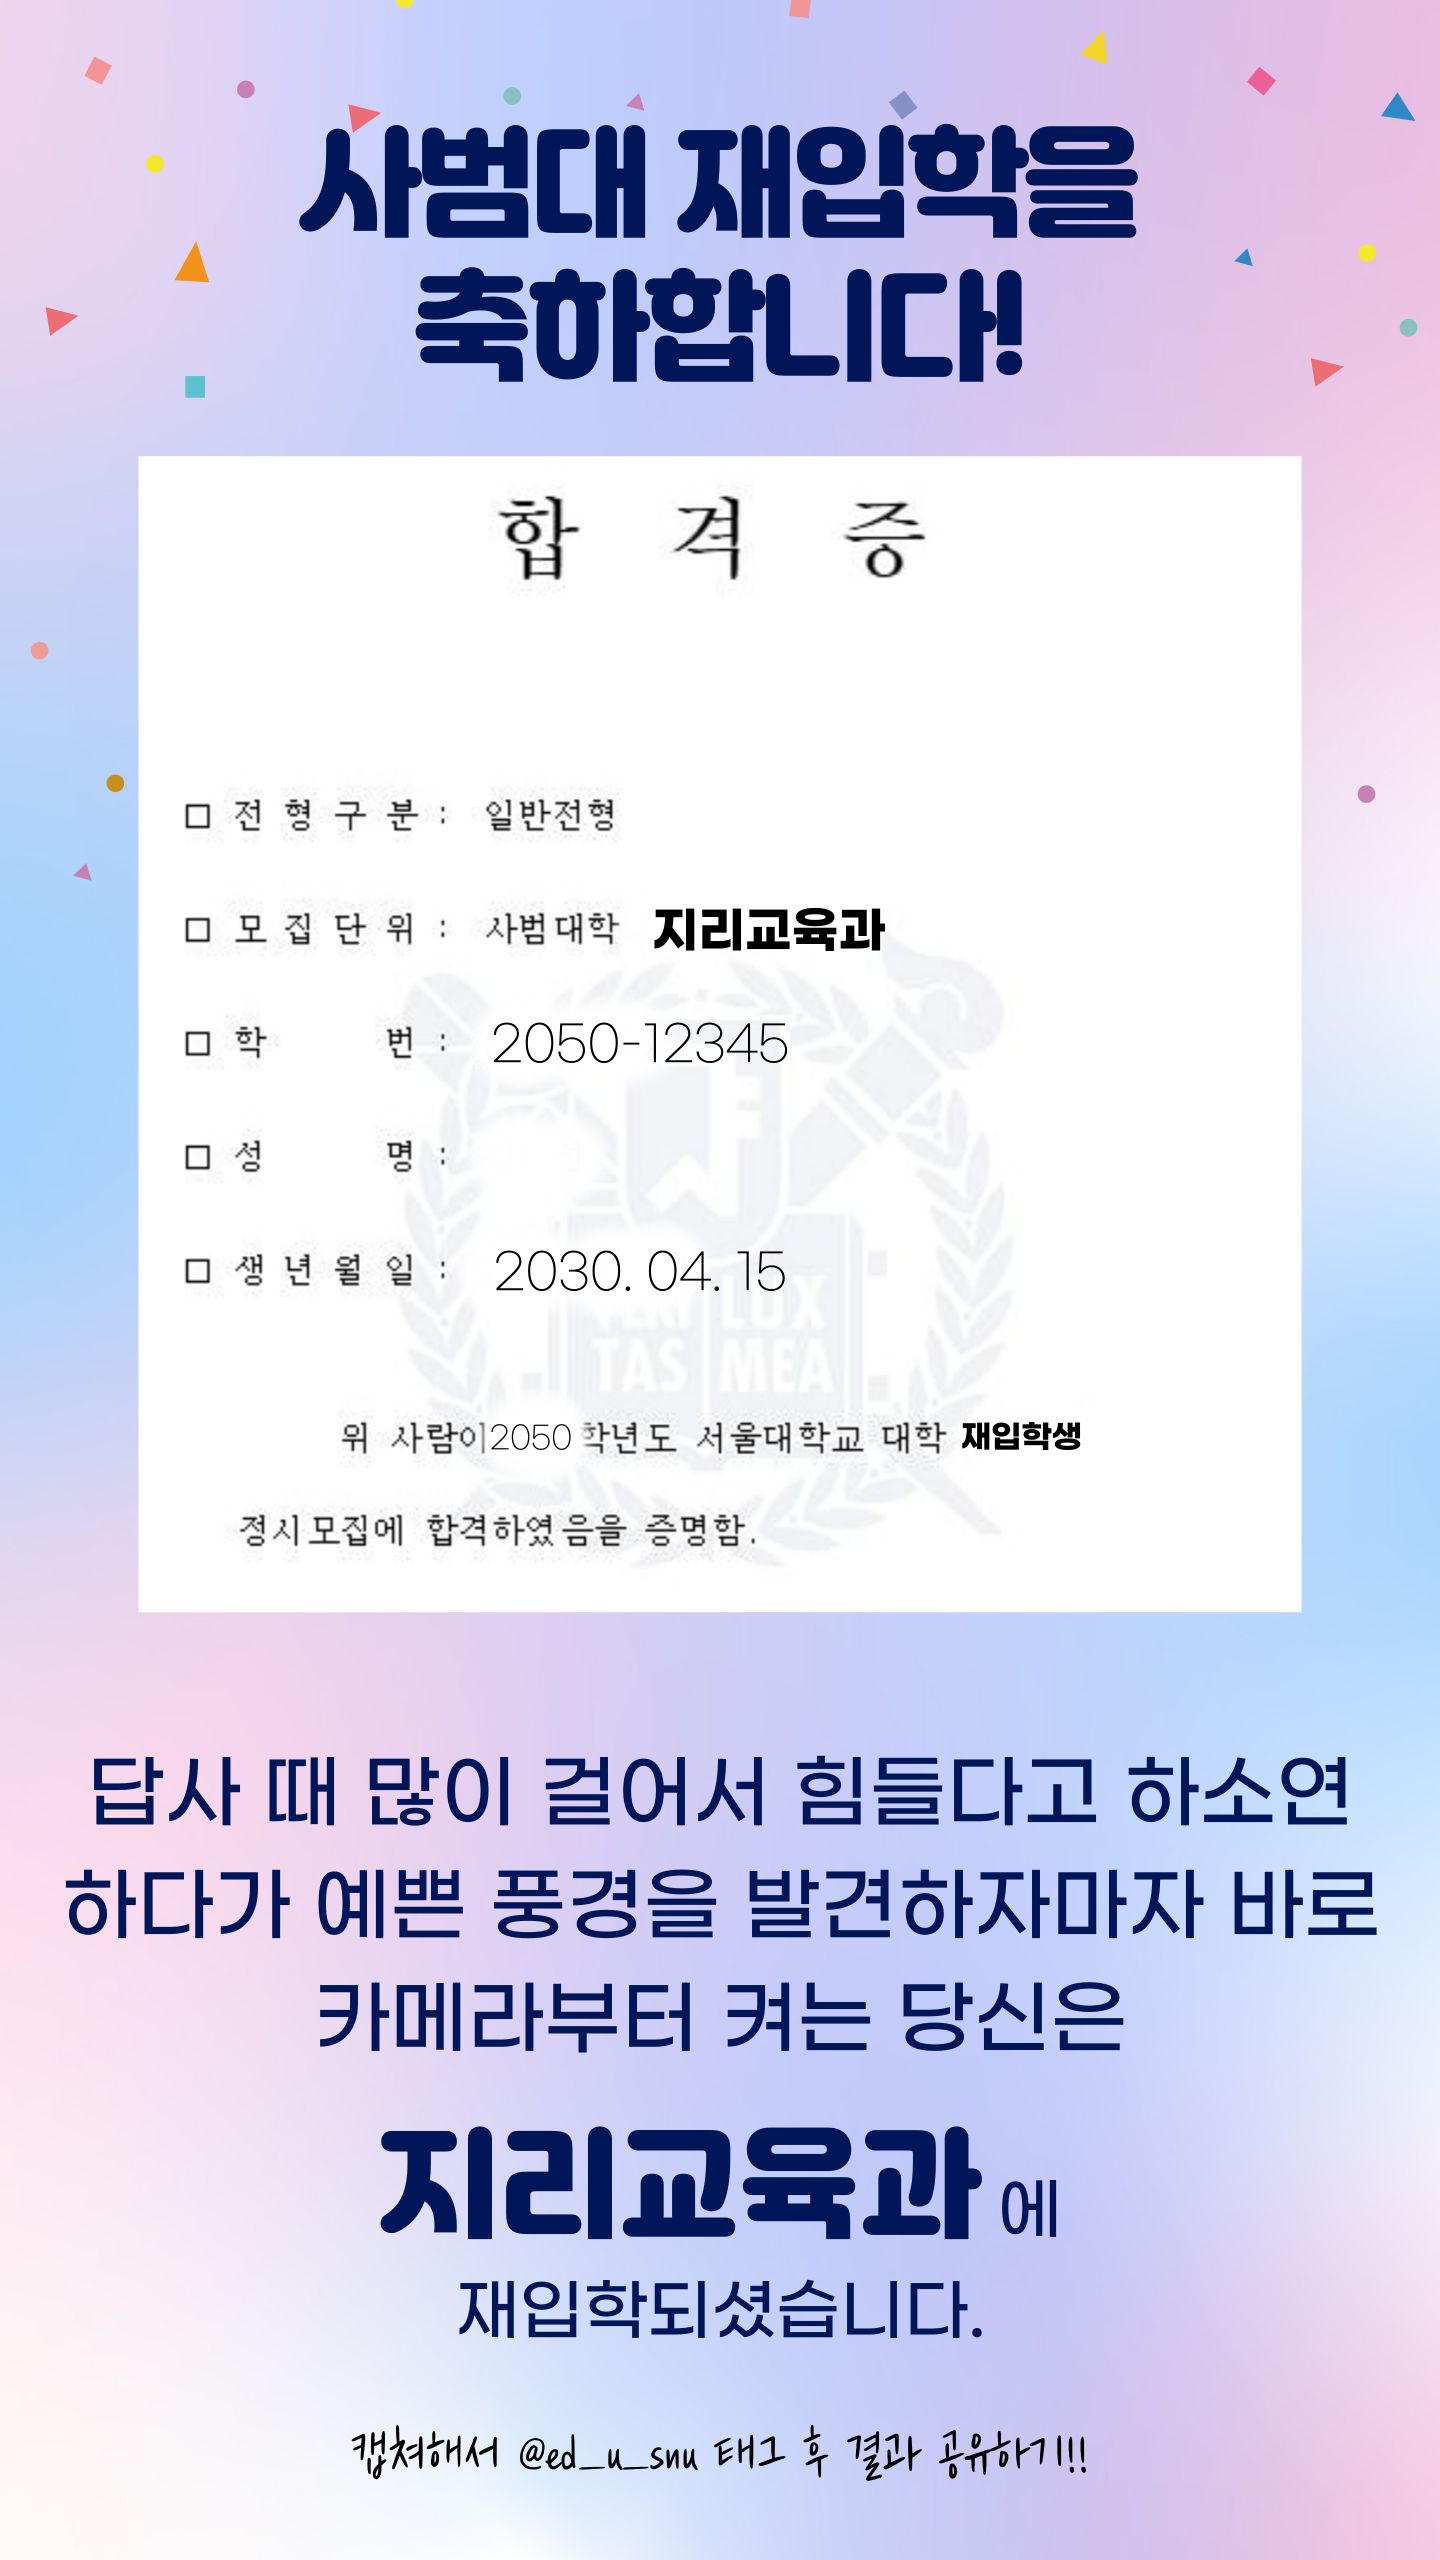 사범대 재입학을
축하합니다!
합 격 증
□ 전 형 구 분 : 일반전형
□ 모 집 단 위 : 사범대학 지리교육과
□ 학 번 : 2050-12345
□ 성 명 :
□ 생 년 월 일 : 2030. 04. 15
VERI LUX
TAS MEA
위 사람이 2050 학년도 서울대학교 대학 재입학생
정시모집에 합격하였음을 증명함.
답사 때 많이 걸어서 힘들다고 하소연
하다가 예쁜 풍경을 발견하자마자 바로
카메라부터 켜는 당신은
지리교육과 에
재입학되셨습니다.
캡쳐해서 @ed_u_snu 태그 후 결과 공유하기!!!